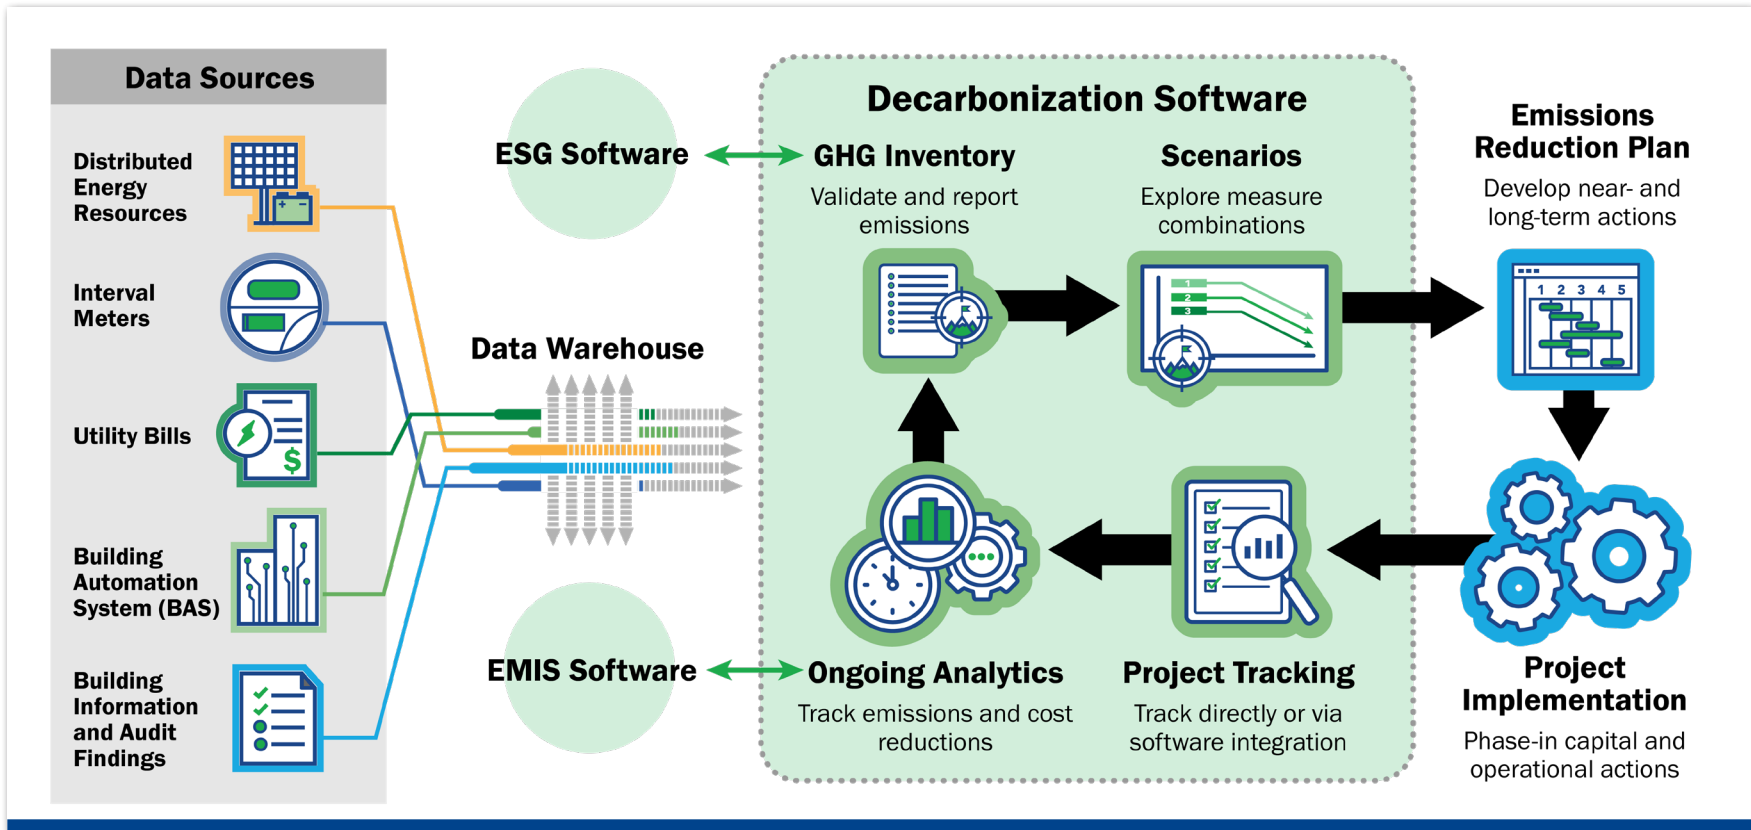 Data Sources
Distributed
Energy
Resources
Interval
Meters
Utility Bills
$
Building
Automation
System (BAS)
Building
Information
and Audit
Findings
Data Warehouse
ESG Software
EMIS Software
Decarbonization Software
GHG Inventory
Validate and report
emissions
Scenarios
Explore measure
combinations
1
2
3
Emissions
Reduction Plan
Develop near- and
long-term actions
1 2 3 4 5
Project
Implementation
Phase-in capital and
operational actions
Project Tracking
Track directly or via
software integration
Ongoing Analytics
Track emissions and cost
reductions